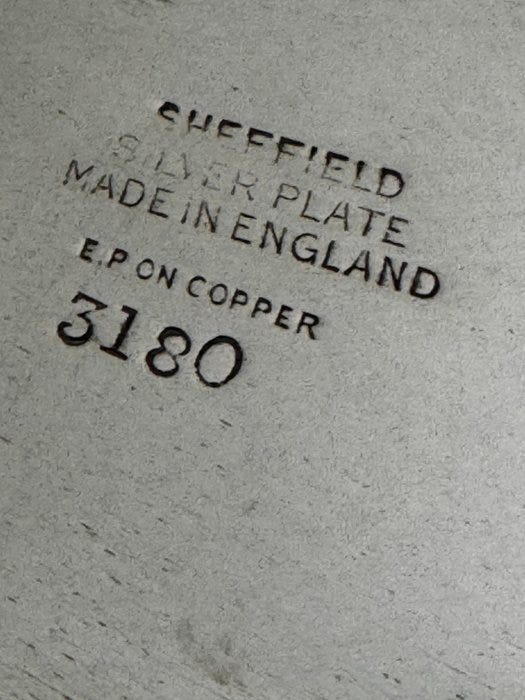 SHEFFIELD
SILVER PLATE
MADE IN ENGLAND
E.P ON COPPER
3180